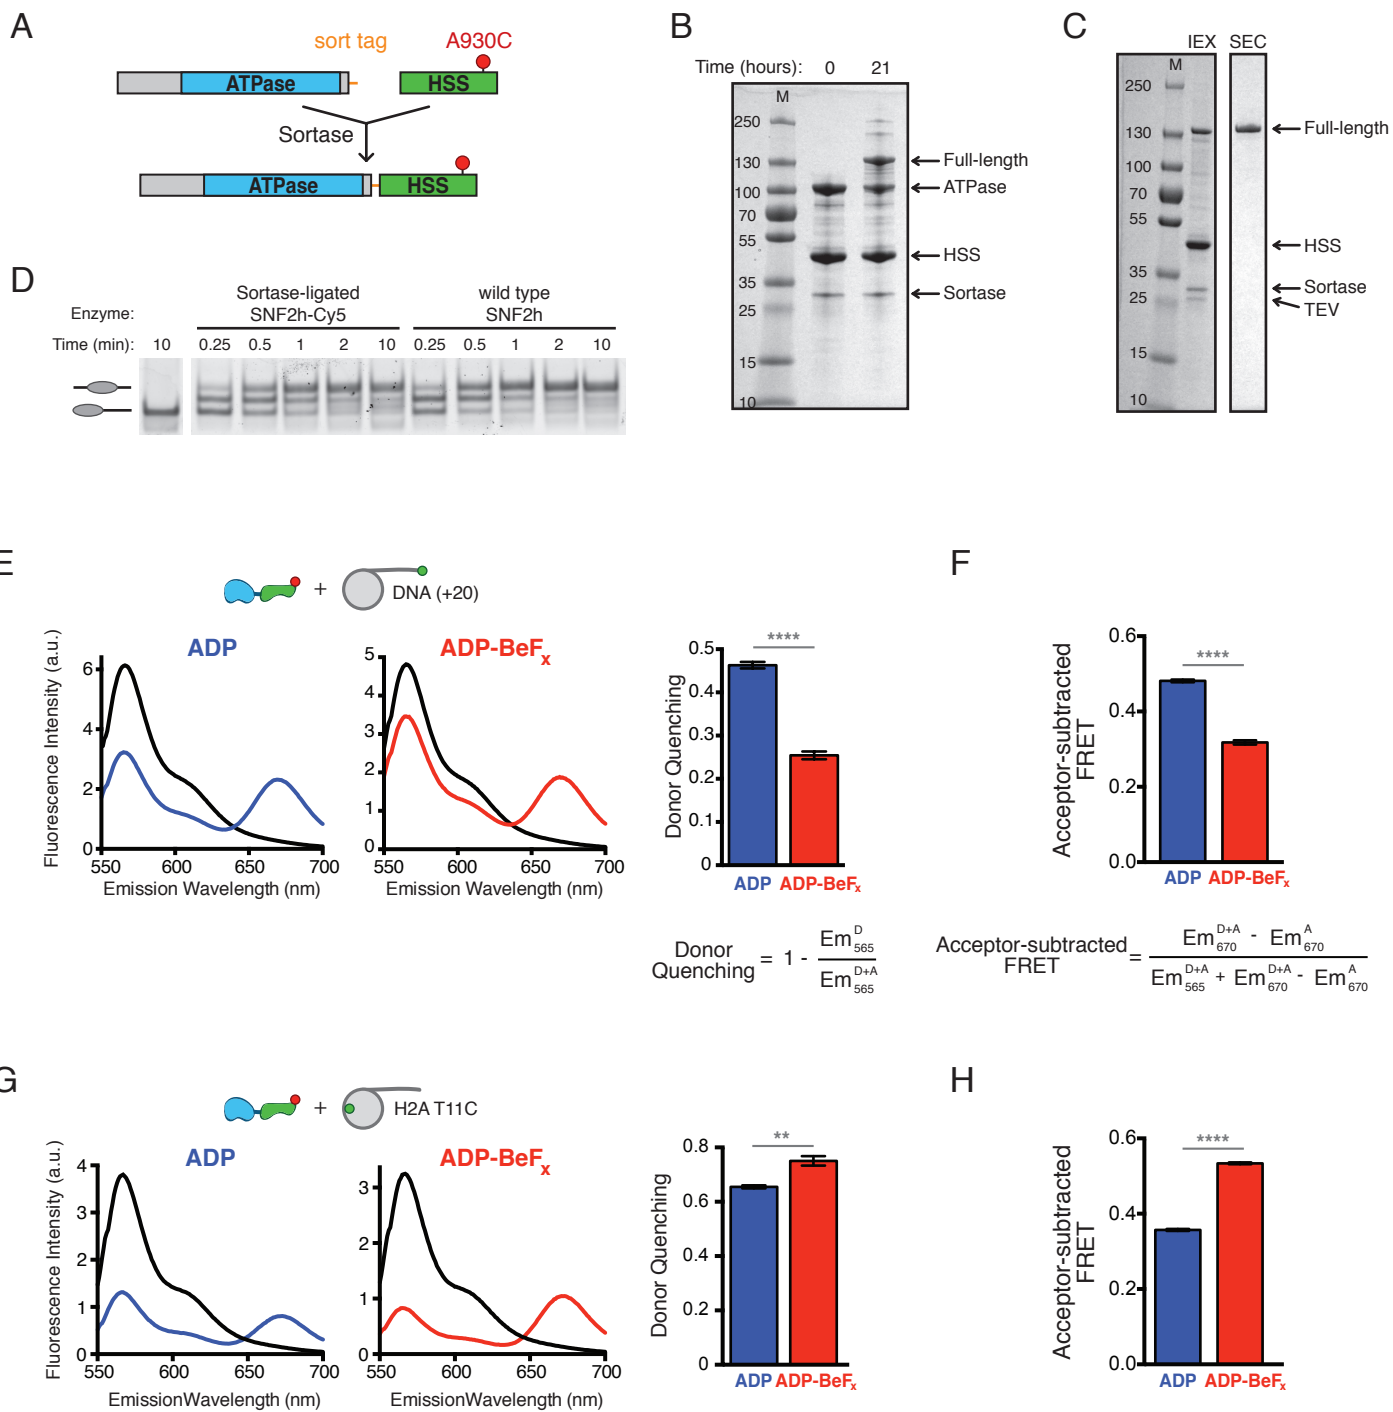 A
sort tag
A930C
ATPase
HSS
Sortase
ATPase
HSS
B
Time (hours): 0 21
M
250
130
100
70
55
35
25
15
10
Full-length
ATPase
HSS
Sortase
C
IEX SEC
M
250
130
100
70
55
35
25
15
10
Full-length
HSS
Sortase
TEV
D
Sortase-ligated
SNF2h-Cy5
wild type
SNF2h
Enzyme:
Time (min): 10 0.25 0.5 1 2 10 0.25 0.5 1 2 10
E
+
DNA (+20)
ADP
Fluorescence Intensity (a.u.)
6
4
2
0
550 600 650 700
Emission Wavelength (nm)
ADP-BeFx
5
4
3
2
1
0
550 600 650 700
Emission Wavelength (nm)
****
Donor Quenching
0.5
0.4
0.3
0.2
0.1
0
ADP ADP-BeFx
Donor Quenching = 1 - Em D 565 / Em D+A 565
F
****
Acceptor-subtracted
FRET
0.6
0.4
0.2
0.0
ADP ADP-BeFx
Acceptor-subtracted FRET = Em D+A 670 - Em A 670 / Em D+A 565 + Em D+A 670 - Em A 670
G
+
H2A T11C
ADP
Fluorescence Intensity (a.u.)
4
3
2
1
0
550 600 650 700
EmissionWavelength (nm)
ADP-BeFx
3
2
1
0
550 600 650 700
EmissionWavelength (nm)
**
Donor Quenching
0.8
0.6
0.4
0.2
0
ADP ADP-BeFx
H
****
Acceptor-subtracted
FRET
0.6
0.4
0.2
0.0
ADP ADP-BeFx